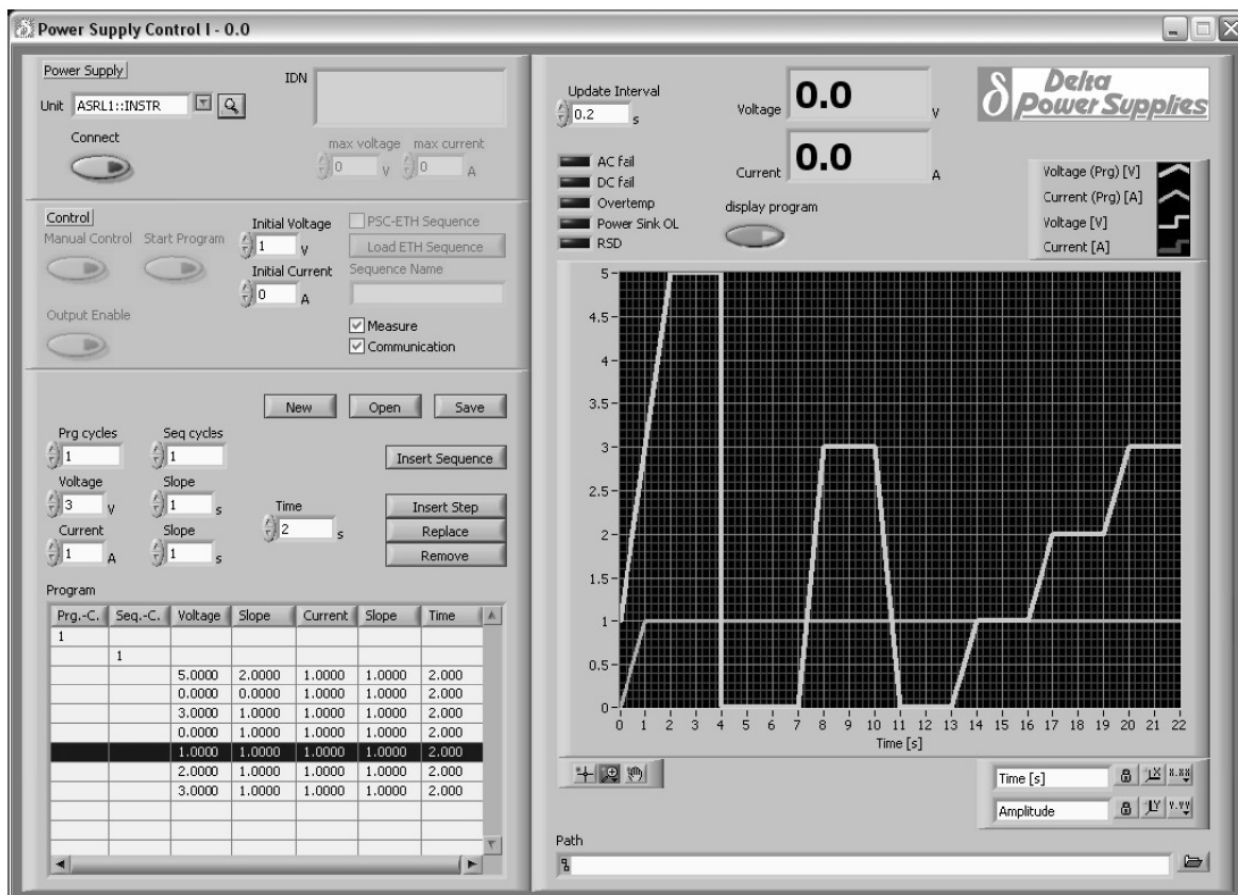 Power Supply Control I - 0.0
Power Supply
IDN
Unit ASRL1::INSTR
Connect
max voltage max current
0 V 0 A
Control
Manual Control Start Program
Initial Voltage
1 V
PSC-ETH Sequence
Load ETH Sequence
Initial Current
0 A
Sequence Name
Output Enable
Measure
Communication
New Open Save
Prg cycles Seq cycles
1 1
Insert Sequence
Voltage Slope
3 V 1 s
Time
2 s
Insert Step
Current Slope
1 A 1 s
Replace
Remove
Program
Prg.-C. Seq.-C. Voltage Slope Current Slope Time
1
1
5.0000 2.0000 1.0000 1.0000 2.000
0.0000 0.0000 1.0000 1.0000 2.000
3.0000 1.0000 1.0000 1.0000 2.000
0.0000 1.0000 1.0000 1.0000 2.000
1.0000 1.0000 1.0000 1.0000 2.000
2.0000 1.0000 1.0000 1.0000 2.000
3.0000 1.0000 1.0000 1.0000 2.000
Update Interval
0.2 s
Voltage 0.0 V
Current 0.0 A
δ Delta
Power Supplies
AC fail
DC fail
Overtemp
Power Sink OL
RSD
display program
Voltage (Prg) [V]
Current (Prg) [A]
Voltage [V]
Current [A]
5
4.5
4
3.5
3
2.5
2
1.5
1
0.5
0
0 1 2 3 4 5 6 7 8 9 10 11 12 13 14 15 16 17 18 19 20 21 22
Time [s]
Time [s] X X.XX
Amplitude Y Y.YY
Path